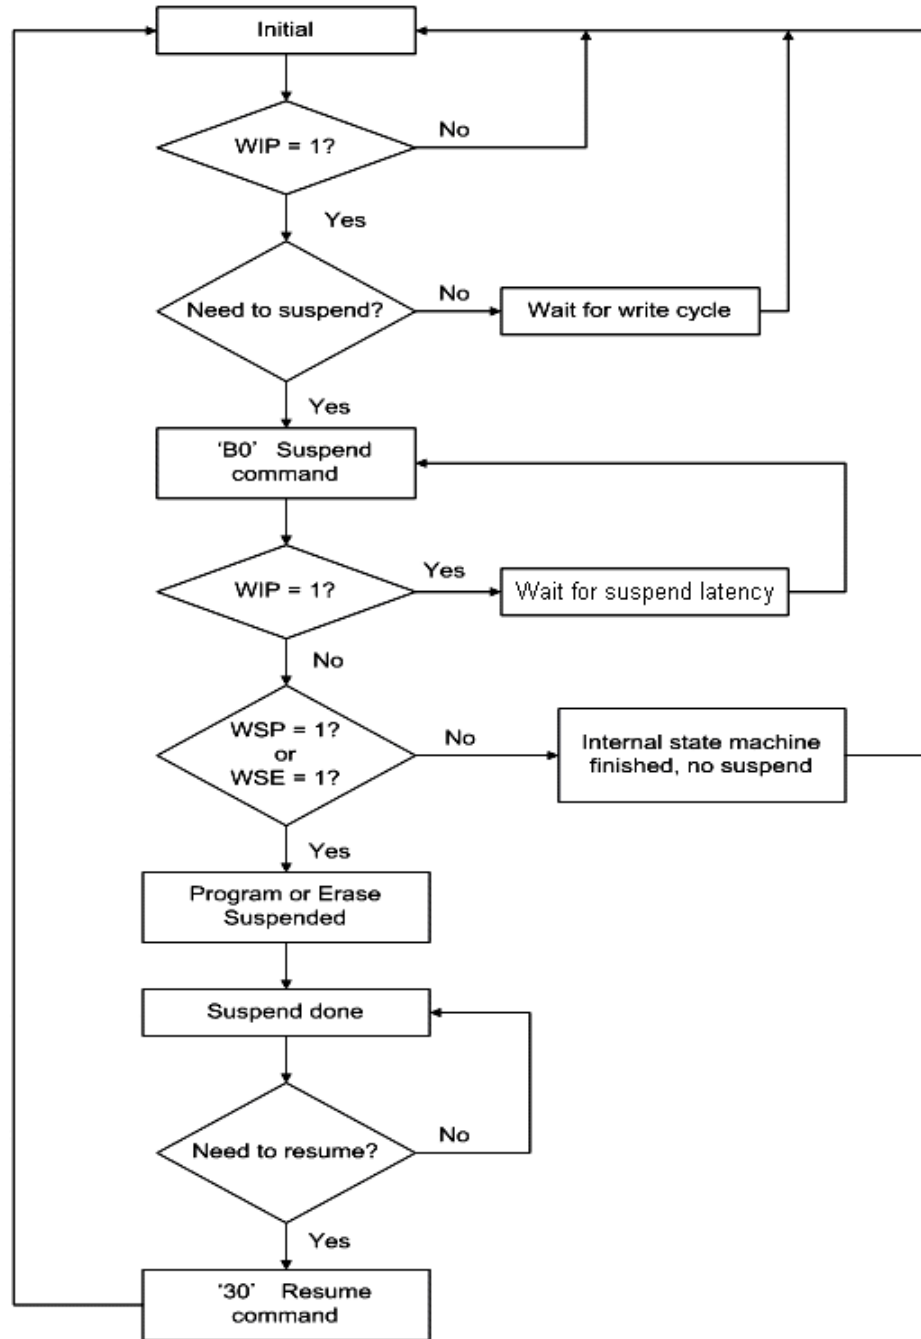 Initial
WIP = 1?
No
Yes
Need to suspend?
No
Wait for write cycle
Yes
‘B0’ Suspend
command
WIP = 1?
Yes
Wait for suspend latency
No
WSP = 1?
or
WSE = 1?
No
Internal state machine
finished, no suspend
Yes
Program or Erase
Suspended
Suspend done
Need to resume?
No
Yes
‘30’ Resume
command